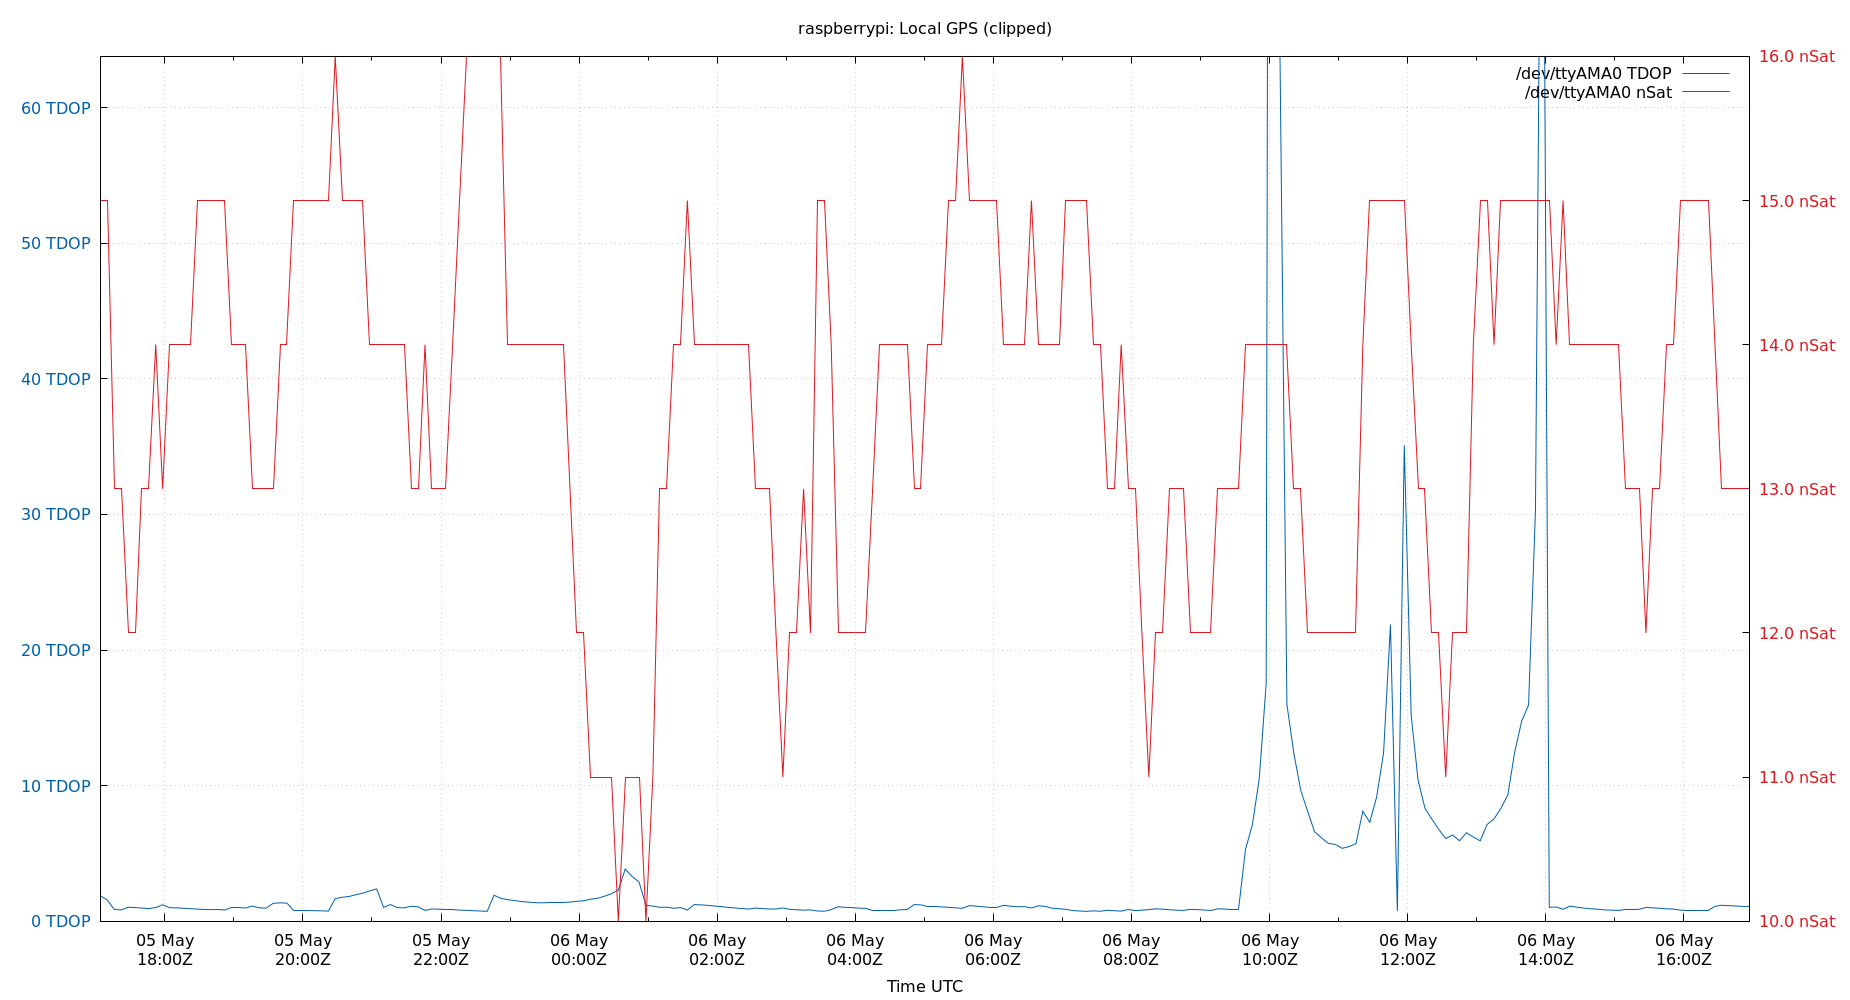 raspberrypi: Local GPS (clipped)
/dev/ttyAMA0 TDOP
/dev/ttyAMA0 nSat
60 TDOP
50 TDOP
40 TDOP
30 TDOP
20 TDOP
10 TDOP
0 TDOP
16.0 nSat
15.0 nSat
14.0 nSat
13.0 nSat
12.0 nSat
11.0 nSat
10.0 nSat
05 May
18:00Z
05 May
20:00Z
05 May
22:00Z
06 May
00:00Z
06 May
02:00Z
06 May
04:00Z
06 May
06:00Z
06 May
08:00Z
06 May
10:00Z
06 May
12:00Z
06 May
14:00Z
06 May
16:00Z
Time UTC